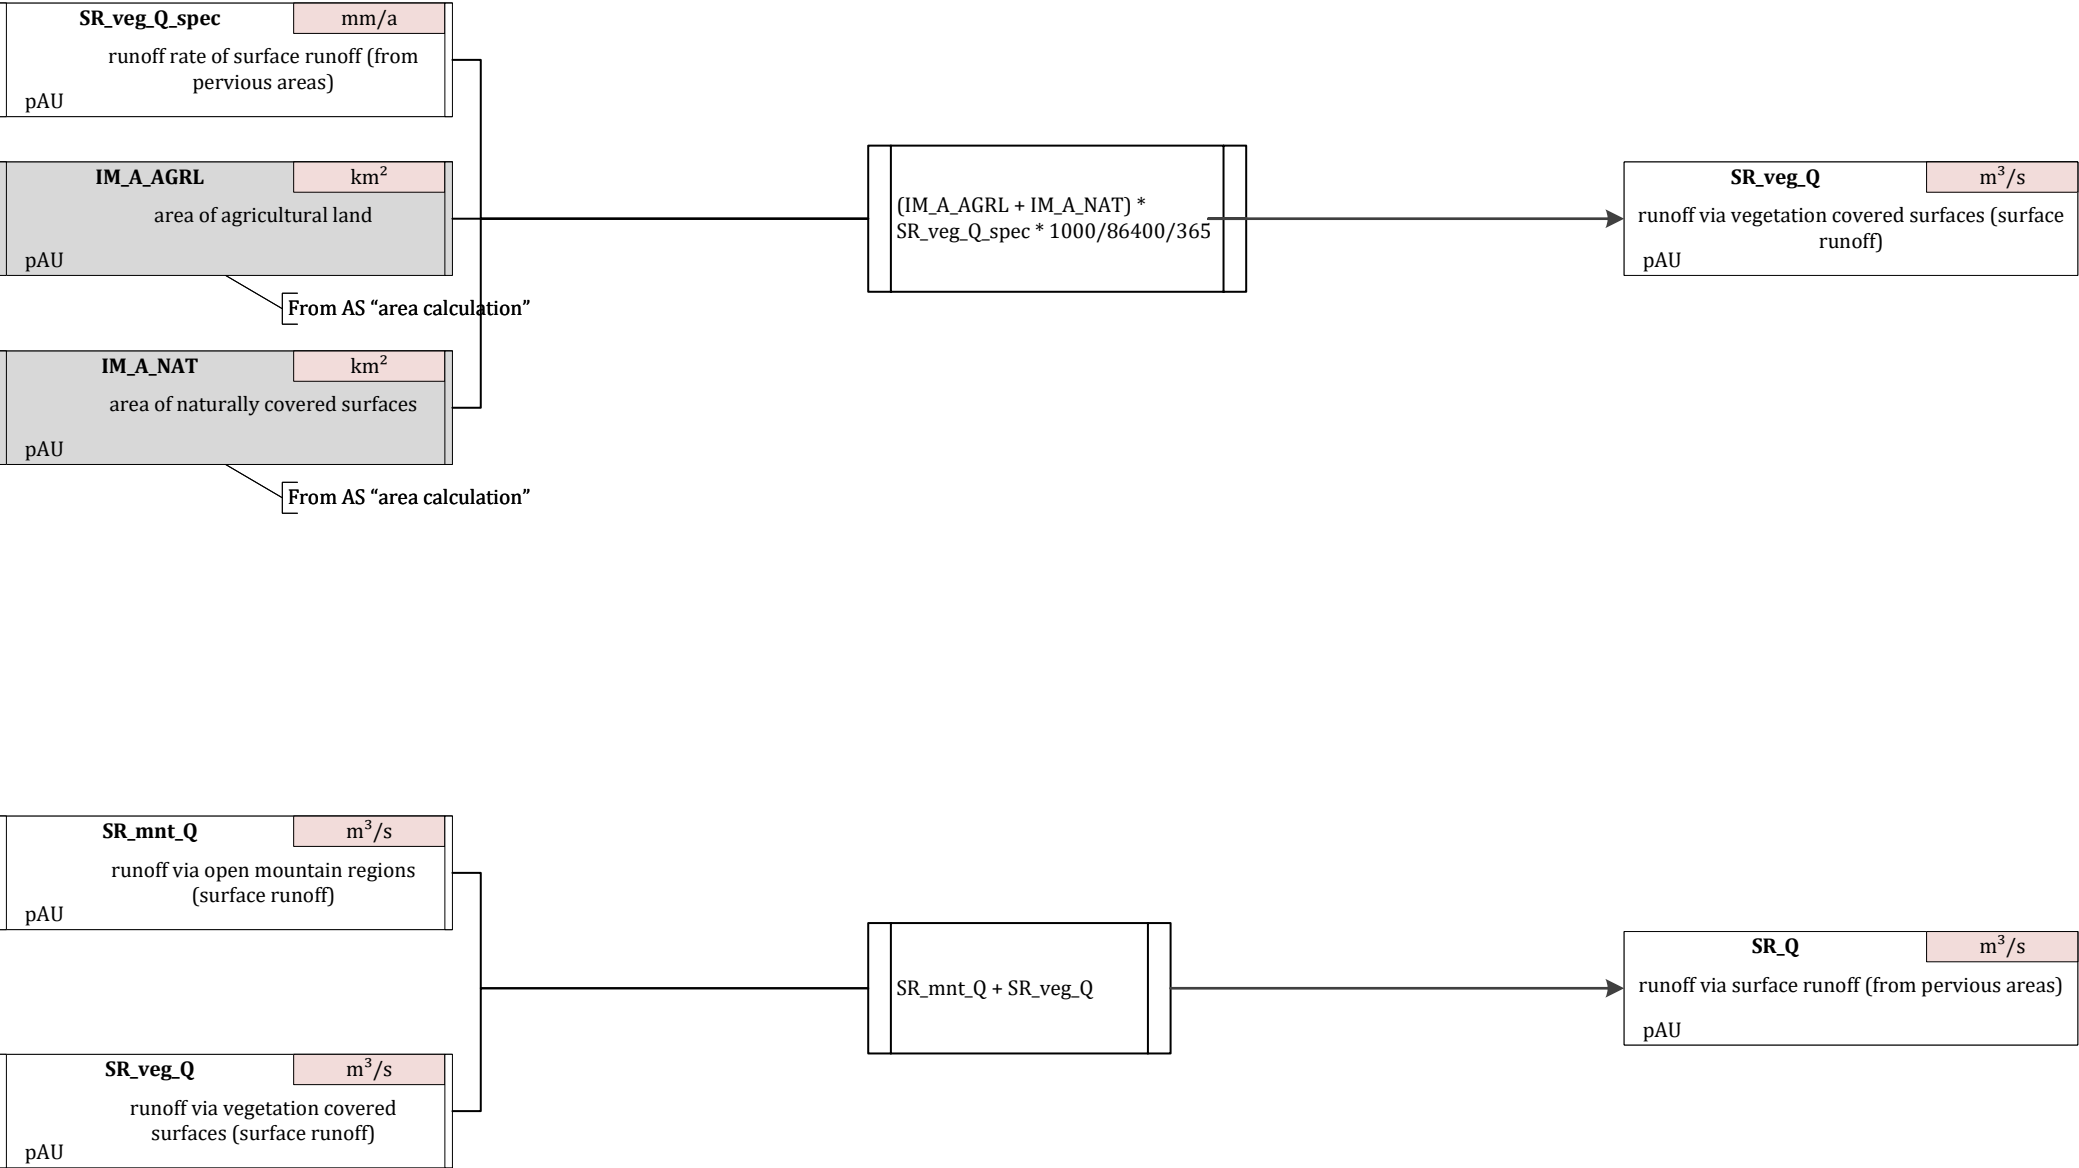 SR_veg_Q_spec
mm/a
runoff rate of surface runoff (from
pervious areas)
pAU
IM_A_AGRL
km²
area of agricultural land
pAU
From AS “area calculation”
IM_A_NAT
km²
area of naturally covered surfaces
pAU
From AS “area calculation”
(IM_A_AGRL + IM_A_NAT) *
SR_veg_Q_spec * 1000/86400/365
SR_veg_Q
m³/s
runoff via vegetation covered surfaces (surface
runoff)
pAU
SR_mnt_Q
m³/s
runoff via open mountain regions
(surface runoff)
pAU
SR_veg_Q
m³/s
runoff via vegetation covered
surfaces (surface runoff)
pAU
SR_mnt_Q + SR_veg_Q
SR_Q
m³/s
runoff via surface runoff (from pervious areas)
pAU